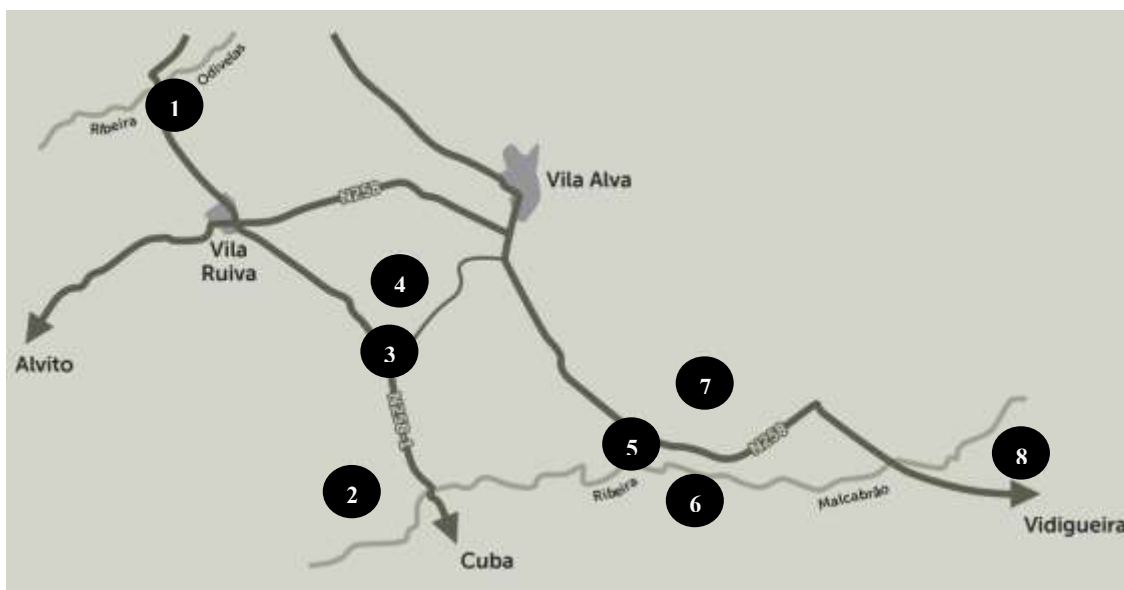 Odivelas
1
Ribeira
Vila Alva
N258
Vila
Ruiva
4
3
Alvito
7
N258-1
5
N258
8
2
Ribeira
6
Malcabrão
Vidigueira
Cuba